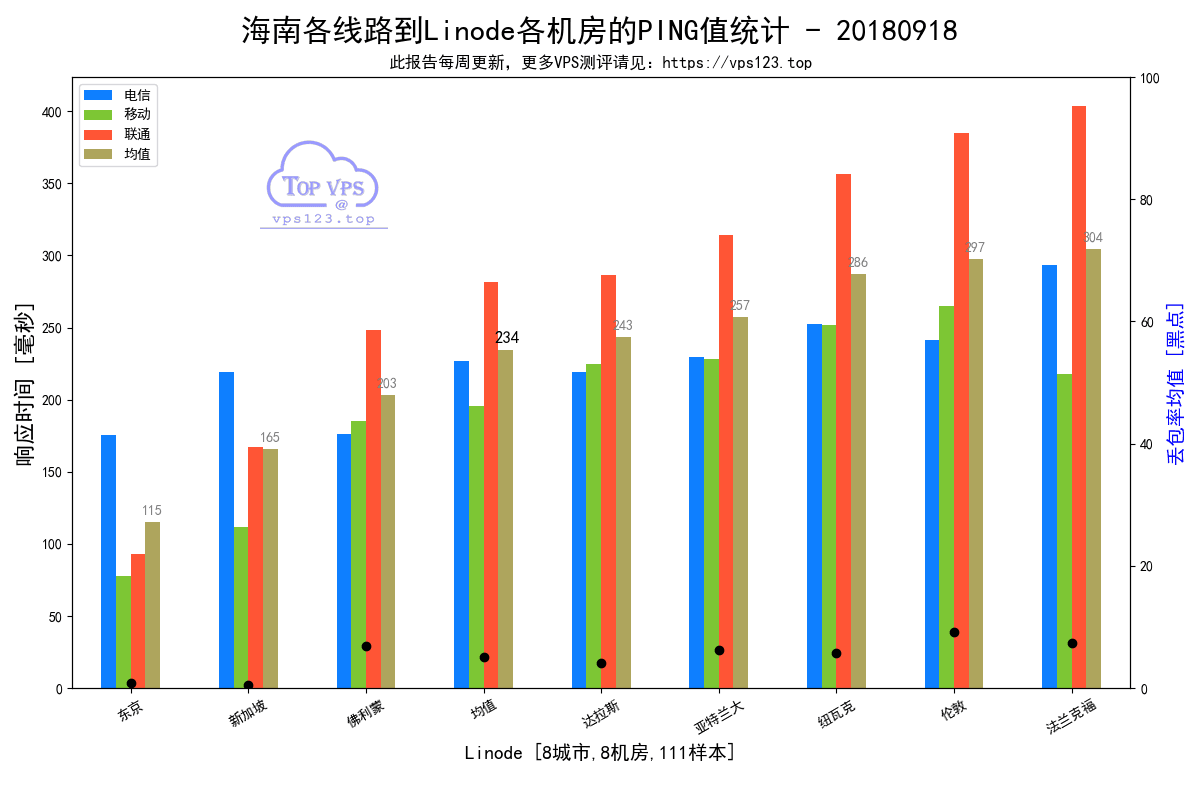 海南各线路到Linode各机房的PING值统计 - 20180918
此报告每周更新，更多VPS测评请见：https://vps123.top
电信
移动
联通
均值
TOP VPS
@
vps123.top
响应时间 [毫秒]
400
350
300
250
200
150
100
50
0
115
165
203
234
243
257
286
297
304
100
80
60
40
20
0
丢包率均值 [黑点]
东京
新加坡
佛利蒙
均值
达拉斯
亚特兰大
纽瓦克
伦敦
法兰克福
Linode [8城市,8机房,111样本]